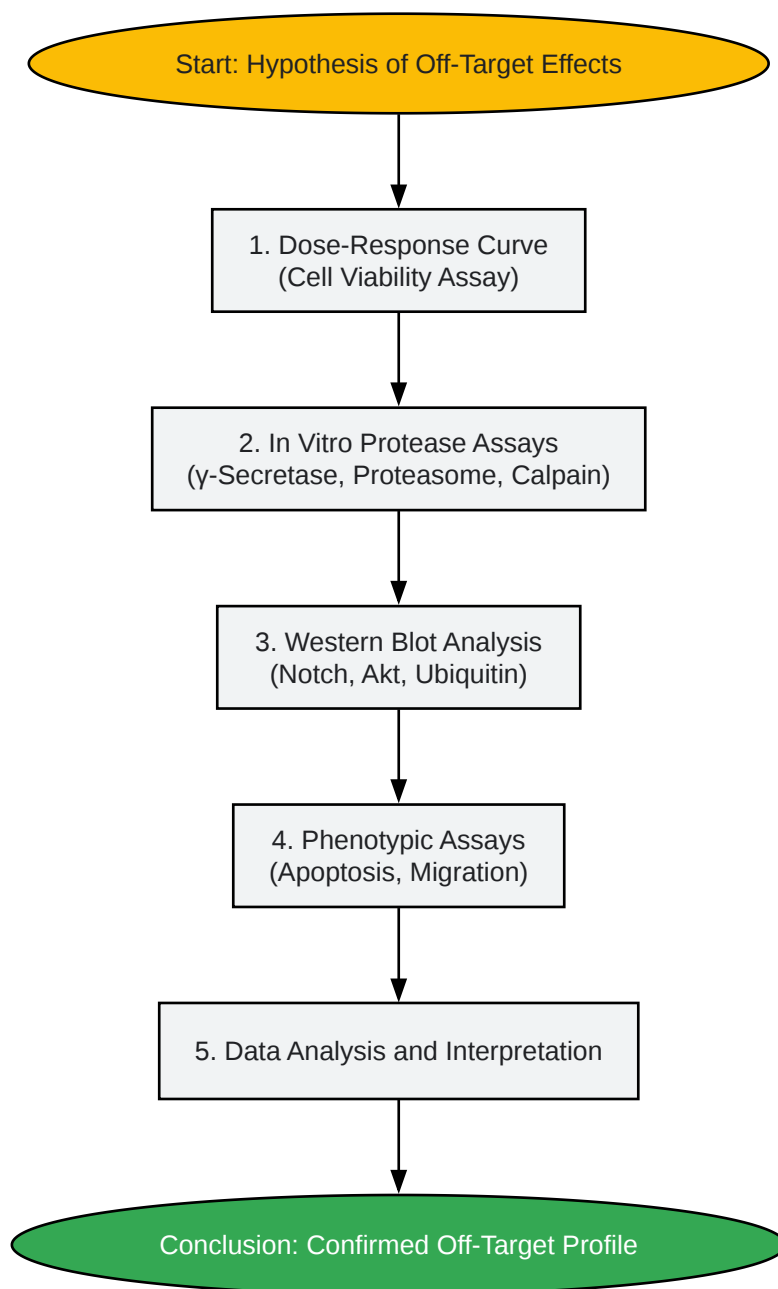 Start: Hypothesis of Off-Target Effects
1. Dose-Response Curve
(Cell Viability Assay)
2. In Vitro Protease Assays
(γ-Secretase, Proteasome, Calpain)
3. Western Blot Analysis
(Notch, Akt, Ubiquitin)
4. Phenotypic Assays
(Apoptosis, Migration)
5. Data Analysis and Interpretation
Conclusion: Confirmed Off-Target Profile